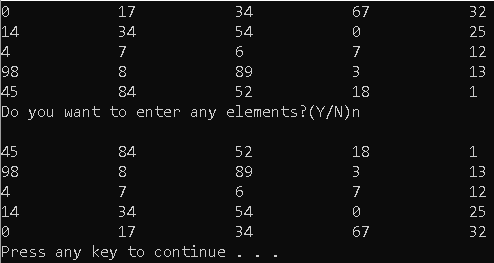 0 17 34 67 32
14 34 54 0 25
4 7 6 7 12
98 8 89 3 13
45 84 52 18 1
Do you want to enter any elements?(Y/N)n
45 84 52 18 1
98 8 89 3 13
4 7 6 7 12
14 34 54 0 25
0 17 34 67 32
Press any key to continue . . .